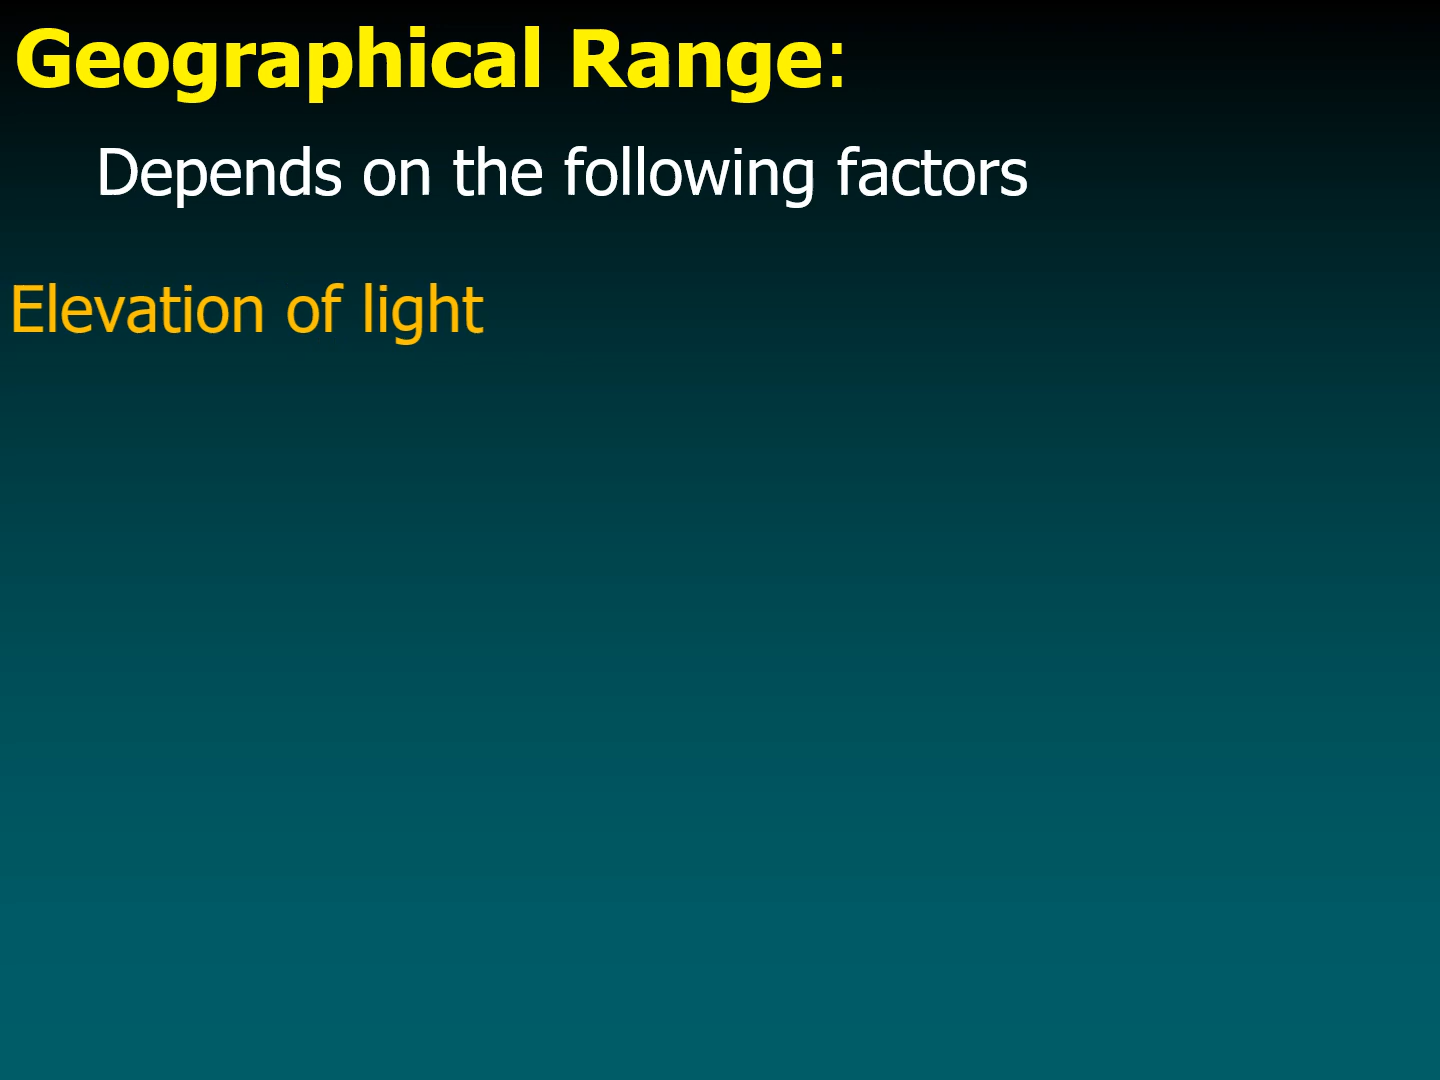 Geographical Range:
Depends on the following factors
Elevation of light